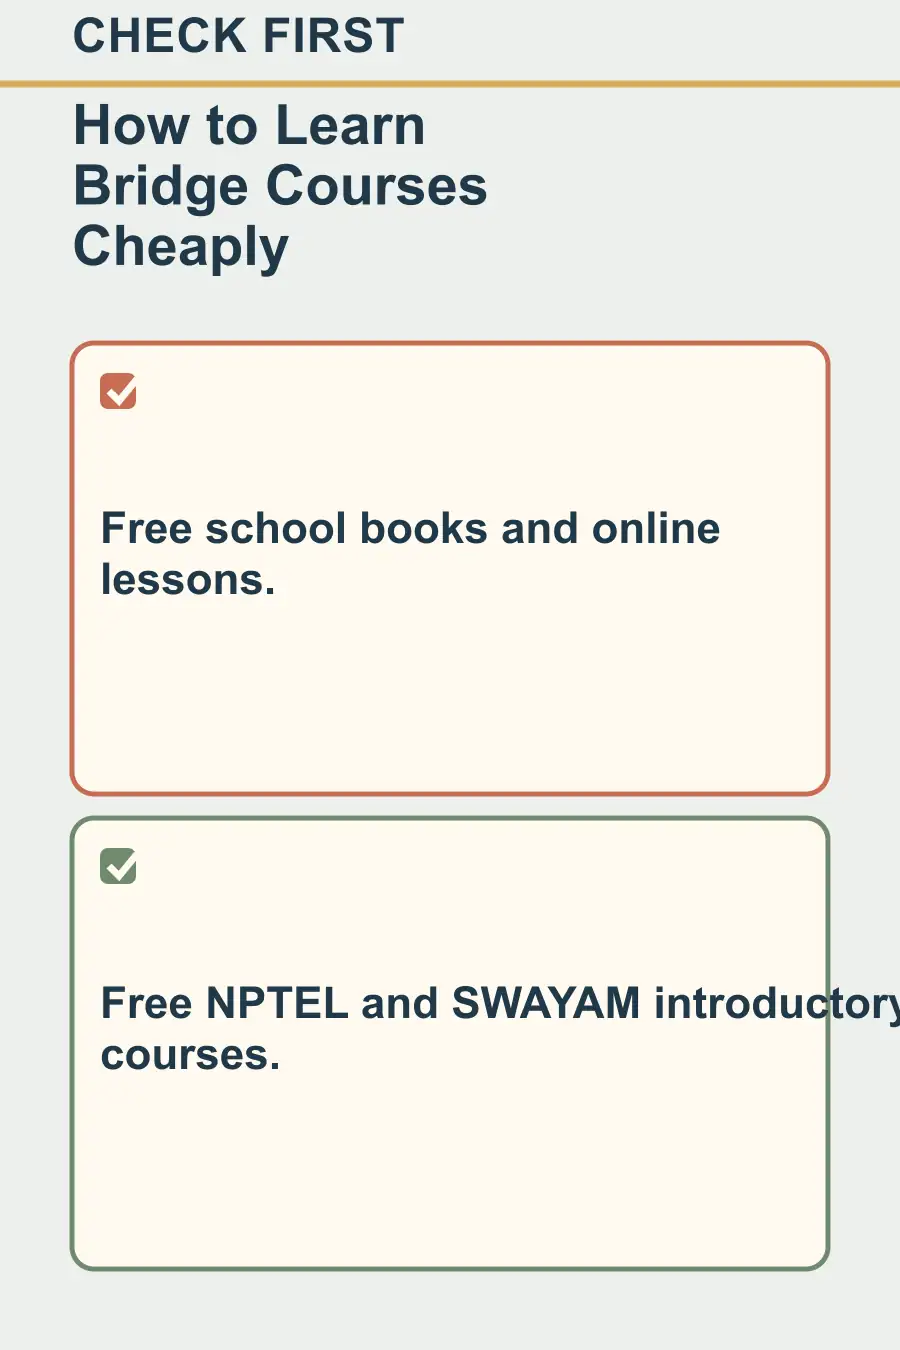 CHECK FIRST
How to Learn
Bridge Courses
Cheaply
Free school books and online
lessons.
Free NPTEL and SWAYAM introductory
courses.